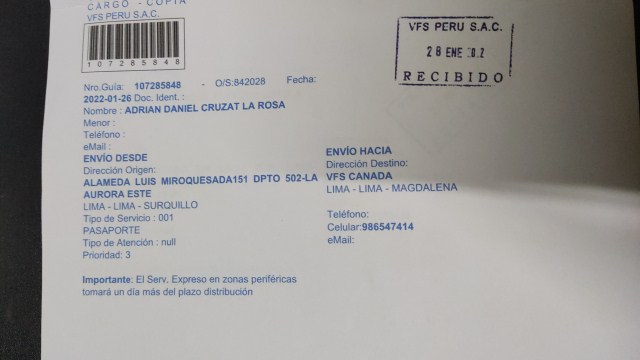 CARGO - COPIA
VFS PERU S.A.C.
107285848
VFS PERU S.A.C.
28 ENE 202
RECIBIDO
Nro.Guía: 107285848 - O/S:842028 Fecha:
2022-01-26 Doc. Ident. :
Nombre : ADRIAN DANIEL CRUZAT LA ROSA
Menor :
Teléfono :
eMail :
ENVÍO DESDE
Dirección Origen:
ALAMEDA LUIS MIROQUESADA151 DPTO 502-LA
AURORA ESTE
LIMA - LIMA - SURQUILLO
Tipo de Servicio : 001
PASAPORTE
Tipo de Atención : null
Prioridad: 3
ENVÍO HACIA
Dirección Destino:
VFS CANADA
LIMA - LIMA - MAGDALENA
Teléfono:
Celular:986547414
eMail:
Importante: El Serv. Expreso en zonas periféricas
tomará un día más del plazo distribución